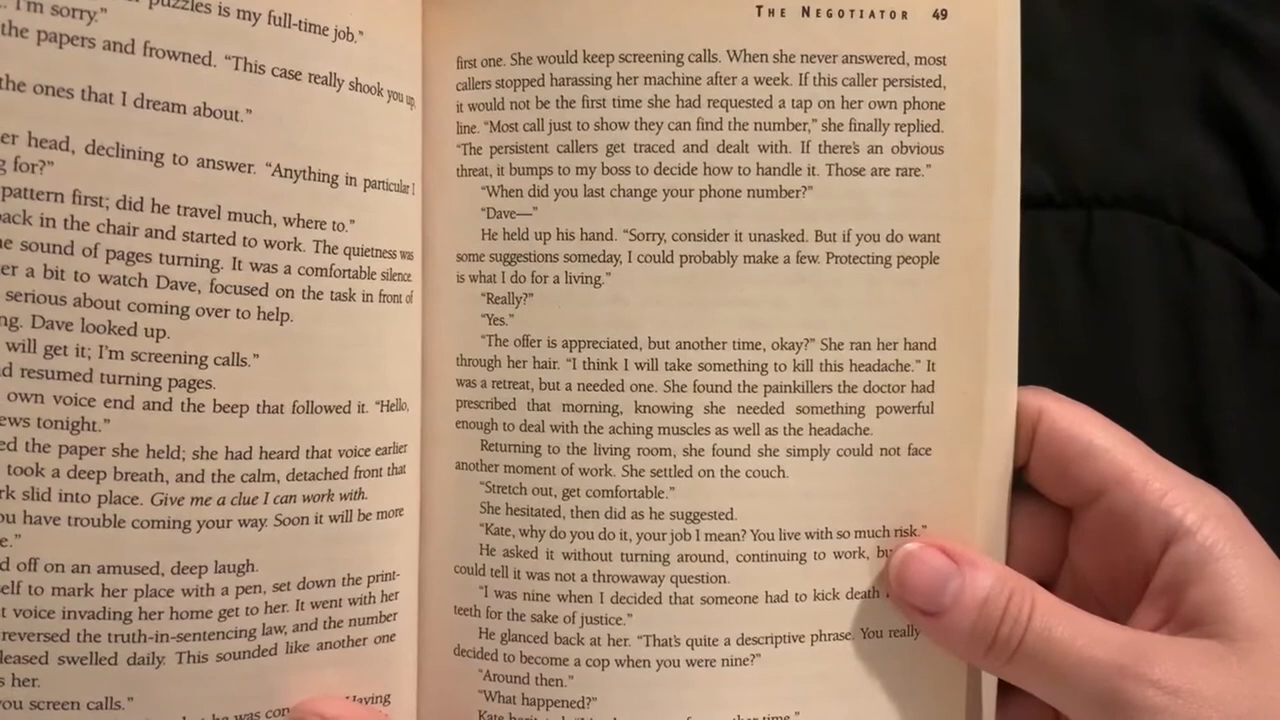 puzzles is my full-time job.”
I'm sorry.”
the papers and frowned. “This case really shook you up,
the ones that I dream about.”
er head, declining to answer. “Anything in particular I
g for?”
pattern first; did he travel much, where to.”
ack in the chair and started to work. The quietness was
e sound of pages turning. It was a comfortable silence.
er a bit to watch Dave, focused on the task in front of
serious about coming over to help.
ng. Dave looked up.
will get it; I'm screening calls.”
d resumed turning pages.
own voice end and the beep that followed it. “Hello,
ews tonight.”
ed the paper she held; she had heard that voice earlier
took a deep breath, and the calm, detached front that
rk slid into place. Give me a clue I can work with.
ou have trouble coming your way. Soon it will be more
e.”
d off on an amused, deep laugh.
self to mark her place with a pen, set down the print-
t voice invading her home get to her. It went with her
reversed the truth-in-sentencing law, and the number
leased swelled daily. This sounded like another one
s her.
ou screen calls.”
he was con
THE NEGOTIATOR 49
first one. She would keep screening calls. When she never answered, most
callers stopped harassing her machine after a week. If this caller persisted,
it would not be the first time she had requested a tap on her own phone
line. “Most call just to show they can find the number,” she finally replied.
“The persistent callers get traced and dealt with. If there's an obvious
threat, it bumps to my boss to decide how to handle it. Those are rare.”
“When did you last change your phone number?”
“Dave—”
He held up his hand. “Sorry, consider it unasked. But if you do want
some suggestions someday, I could probably make a few. Protecting people
is what I do for a living.”
“Really?”
“Yes.”
“The offer is appreciated, but another time, okay?” She ran her hand
through her hair. “I think I will take something to kill this headache.” It
was a retreat, but a needed one. She found the painkillers the doctor had
prescribed that morning, knowing she needed something powerful
enough to deal with the aching muscles as well as the headache.
Returning to the living room, she found she simply could not face
another moment of work. She settled on the couch.
“Stretch out, get comfortable.”
She hesitated, then did as he suggested.
“Kate, why do you do it, your job I mean? You live with so much risk.”
He asked it without turning around, continuing to work, bu
could tell it was not a throwaway question.
“I was nine when I decided that someone had to kick death
teeth for the sake of justice.”
He glanced back at her. “That's quite a descriptive phrase. You really
decided to become a cop when you were nine?”
“Around then.”
“What happened?”